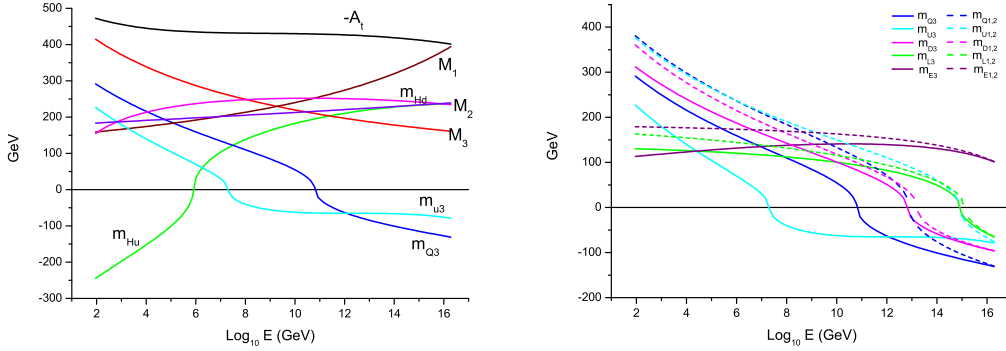 500
400
300
200
100
0
-100
-200
-300
GeV
-A_t
M_1
m_Hd
M_2
M_3
m_u3
m_Hu
m_Q3
2 4 6 8 10 12 14 16
Log_10 E (GeV)
400
300
200
100
0
-100
-200
GeV
m_Q3 m_Q1,2
m_U3 m_U1,2
m_D3 m_D1,2
m_L3 m_L1,2
m_E3 m_E1,2
2 4 6 8 10 12 14 16
Log_10 E (GeV)